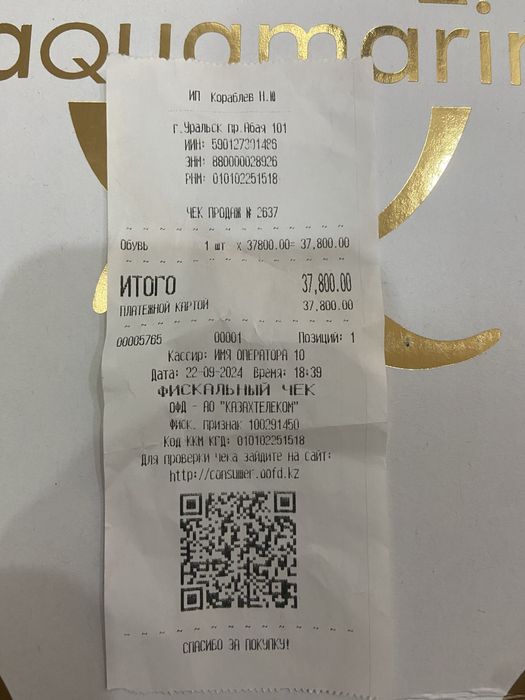 aquamarin
ИП Кораблев Н.Ю
г.Уральск пр.Абая 101
ИИН: 590127301486
ЗНМ: 880000028926
РНМ: 010102251518
ЧЕК ПРОДАЖ № 2637
Обувь 1 шт x 37800.00= 37,800.00
ИТОГО 37,800.00
ПЛАТЕЖНОЙ КАРТОЙ 37,800.00
00005765 00001 Позиций: 1
Кассир: ИМЯ ОПЕРАТОРА 10
Дата: 22-09-2024 Время: 18:39
ФИСКАЛЬНЫЙ ЧЕК
ОФД - АО "КАЗАХТЕЛЕКОМ"
Фиск. признак 100291450
Код ККМ КГД: 010102251518
Для проверки чека зайдите на сайт:
http://consumer.oofd.kz
СПАСИБО ЗА ПОКУПКУ!